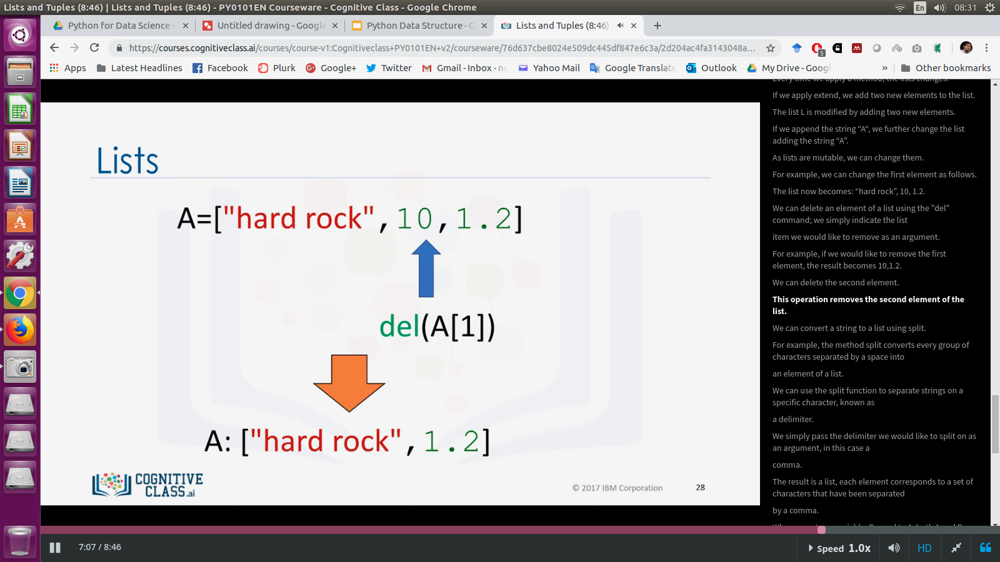 Lists and Tuples (8:46) | Lists and Tuples (8:46) - PY0101EN Courseware - Cognitive Class - Google Chrome
En
08:31
Python for Data Science -
Untitled drawing - Google
Python Data Structure - G
Lists and Tuples (8:46)
https://courses.cognitiveclass.ai/courses/course-v1:Cognitiveclass+PY0101EN+v2/courseware/76d637cbe8024e509dc445df847e6c3a/2d204ac4fa3143048a...
5
Apps
Latest Headlines
Facebook
Plurk
Google+
Twitter
Gmail - Inbox - no
Yahoo Mail
Google Translate
Outlook
My Drive - Googl
»
Other bookmarks
Lists
A=["hard rock",10,1.2]
del(A[1])
A: ["hard rock",1.2]
COGNITIVE
CLASS.ai
© 2017 IBM Corporation
28
Every time we apply a method, the lists changes.
If we apply extend, we add two new elements to the list.
The list L is modified by adding two new elements.
If we append the string “A“, we further change the list
adding the string “A”.
As lists are mutable, we can change them.
For example, we can change the first element as follows.
The list now becomes: “hard rock”, 10, 1.2.
We can delete an element of a list using the "del"
command; we simply indicate the list
item we would like to remove as an argument.
For example, if we would like to remove the first
element, the result becomes 10,1.2.
We can delete the second element.
This operation removes the second element of the
list.
We can convert a string to a list using split.
For example, the method split converts every group of
characters separated by a space into
an element of a list.
We can use the split function to separate strings on a
specific character, known as
a delimiter.
We simply pass the delimiter we would like to split on as
an argument, in this case a
comma.
The result is a list, each element corresponds to a set of
characters that have been separated
by a comma.
7:07 / 8:46
Speed 1.0x
HD